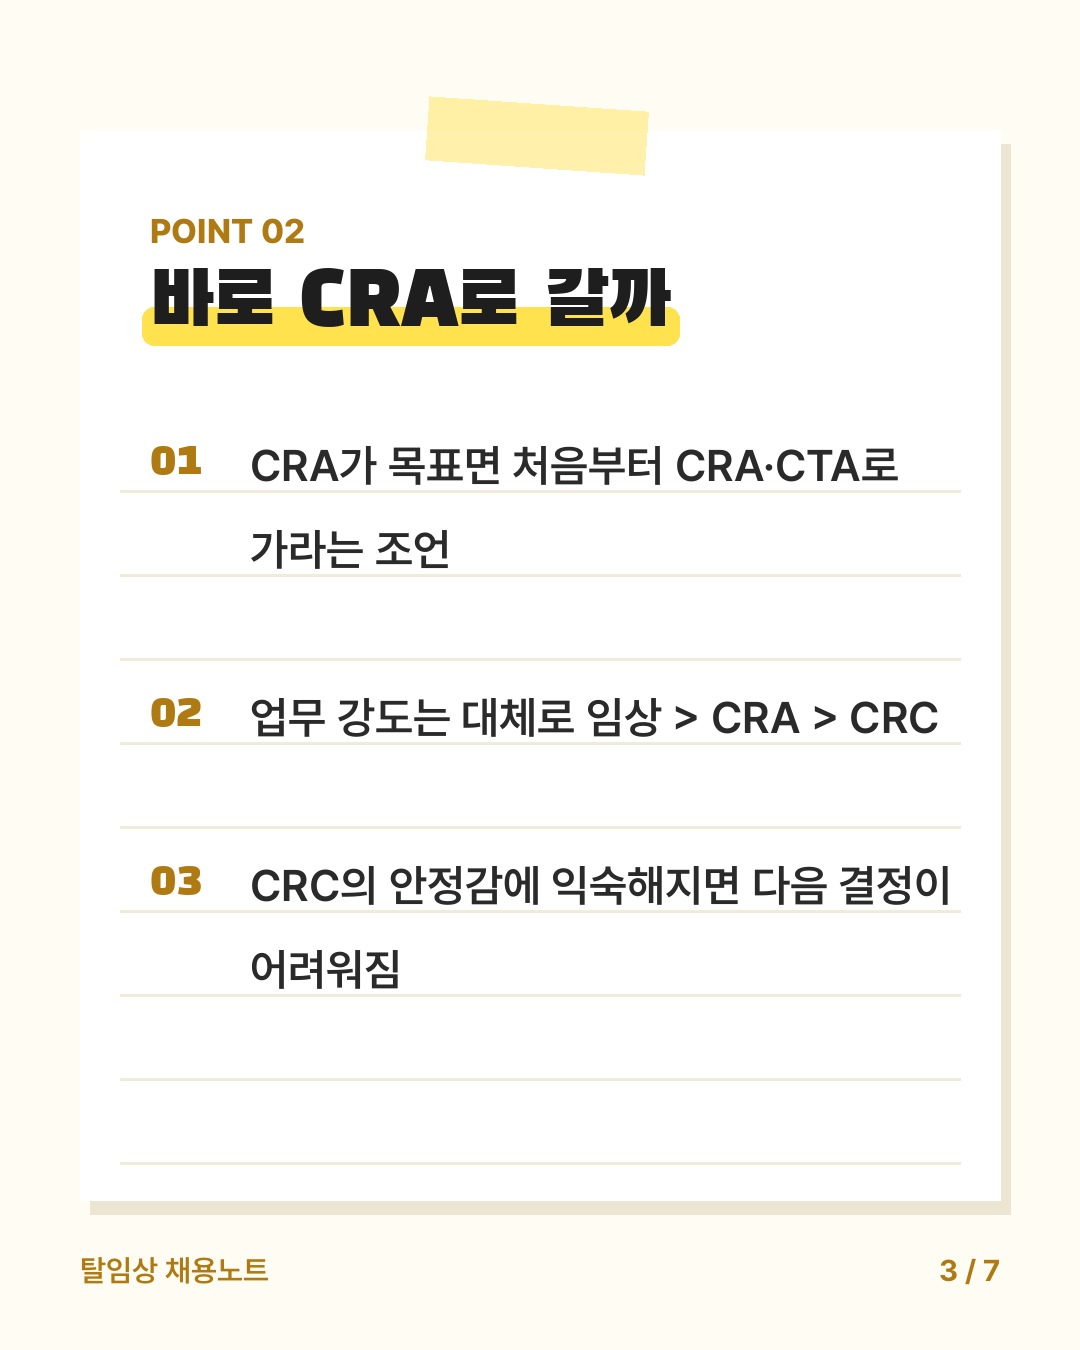 POINT 02
바로 CRA로 갈까
01 CRA가 목표면 처음부터 CRA·CTA로
가라는 조언
02 업무 강도는 대체로 임상 > CRA > CRC
03 CRC의 안정감에 익숙해지면 다음 결정이
어려워짐
탈임상 채용노트 3 / 7